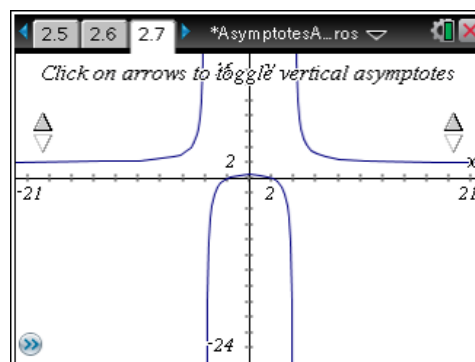 2.5 2.6 2.7 *AsymptotesA...ros
Click on arrows to toggle vertical asymptotes
2 x
-21 2 21
-24